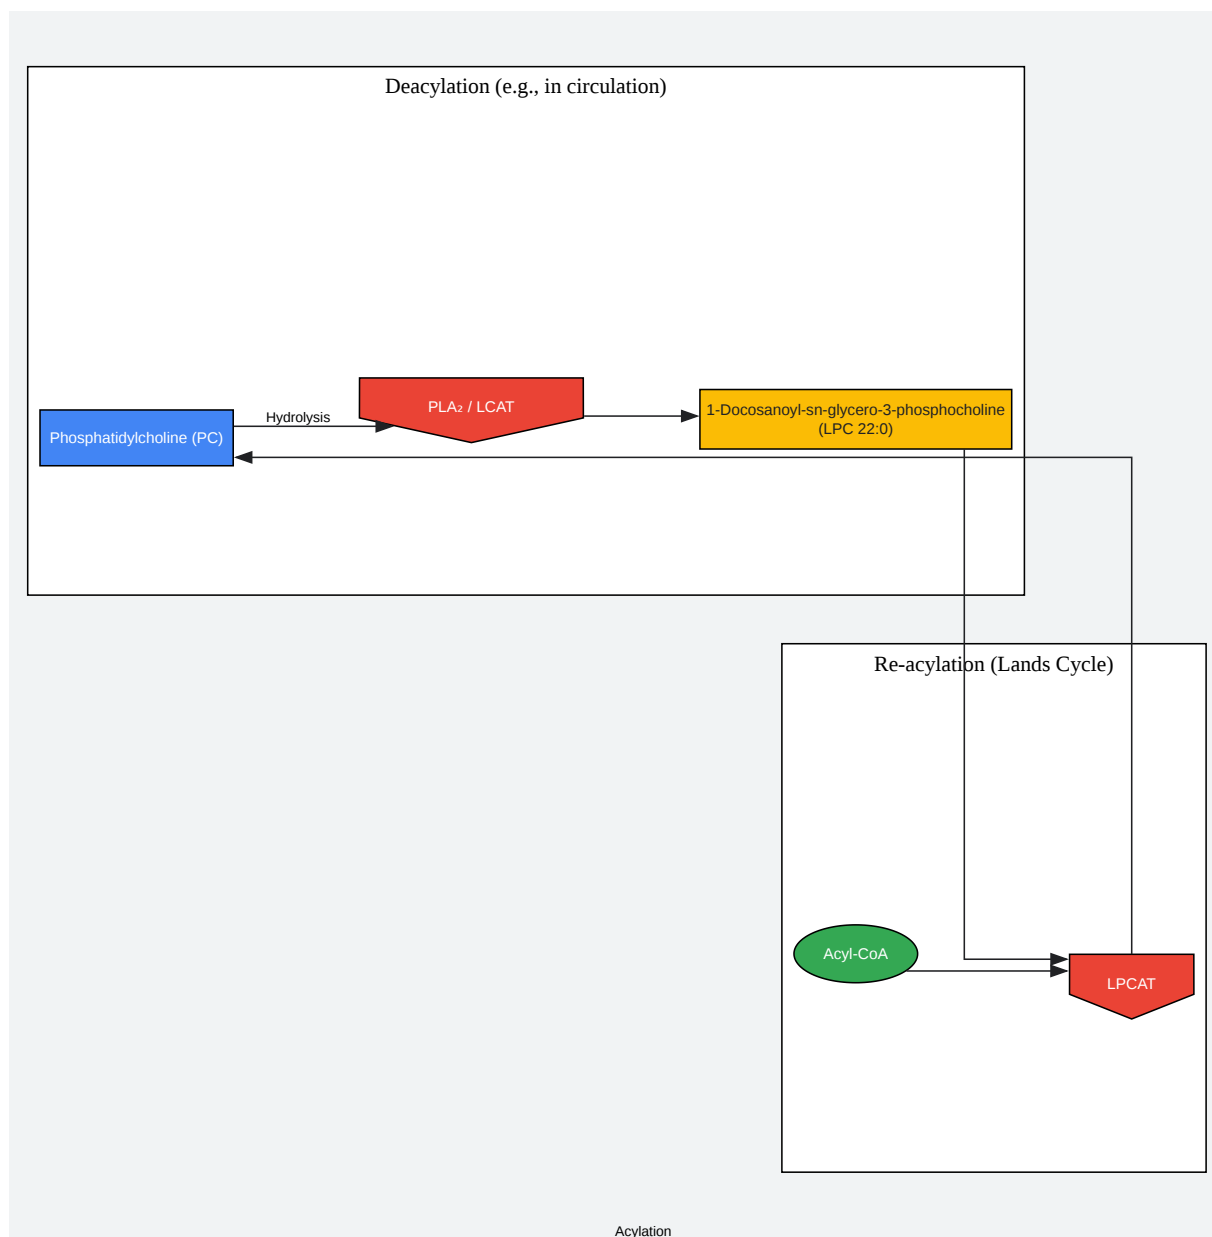 Deacylation (e.g., in circulation)
PLA₂ / LCAT
Hydrolysis
Phosphatidylcholine (PC)
1-Docosanoyl-sn-glycero-3-phosphocholine
(LPC 22:0)
Re-acylation (Lands Cycle)
Acyl-CoA
LPCAT
Acylation